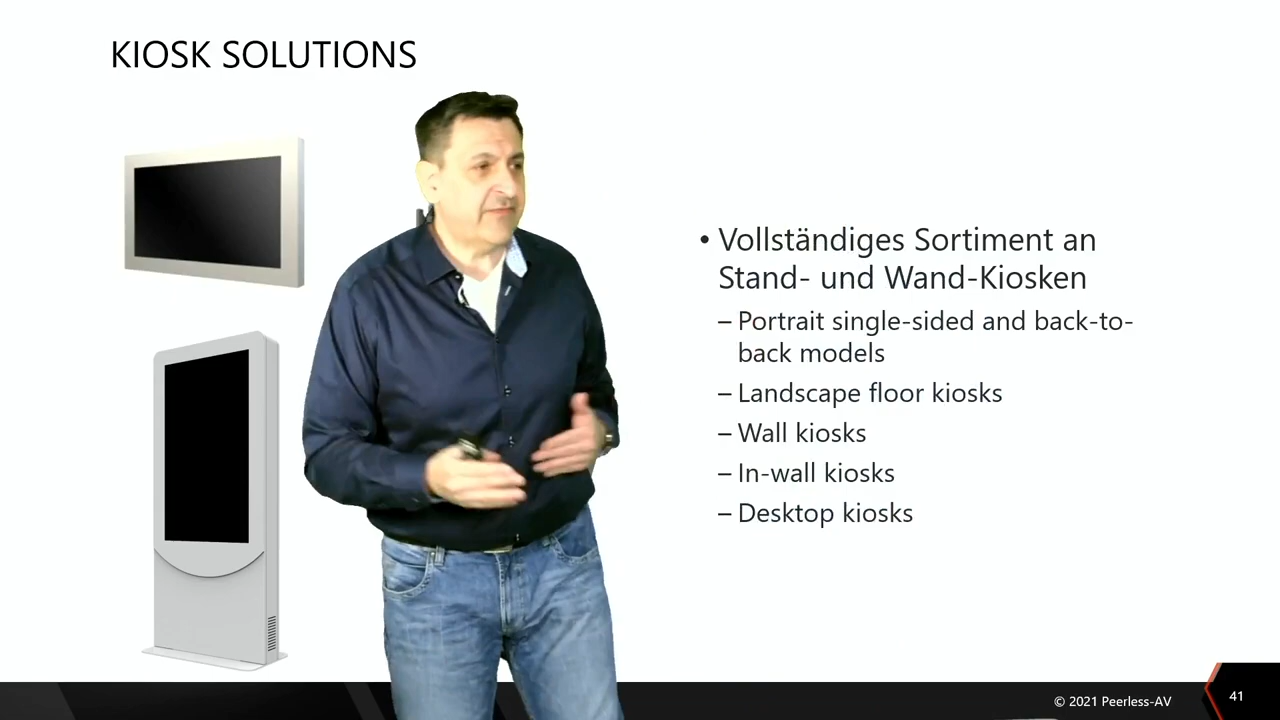 KIOSK SOLUTIONS
• Vollständiges Sortiment an
Stand- und Wand-Kiosken
– Portrait single-sided and back-to-
back models
– Landscape floor kiosks
– Wall kiosks
– In-wall kiosks
– Desktop kiosks
© 2021 Peerless-AV
41